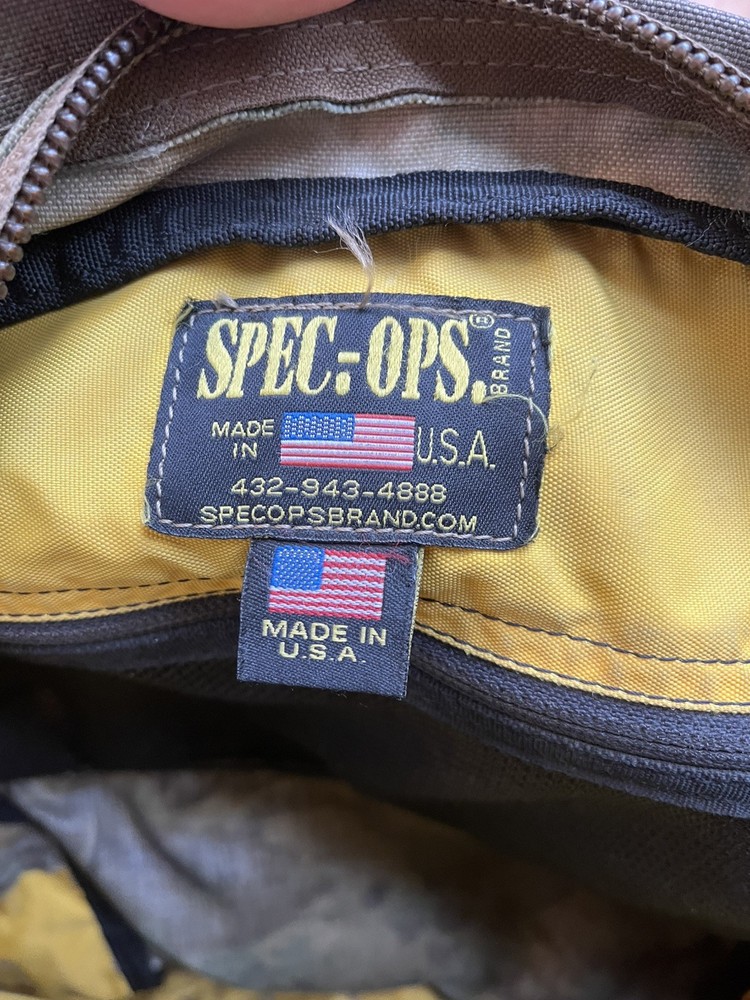 SPEC.-OPS.®
BRAND
MADE IN U.S.A.
432-943-4888
SPECOPSBRAND.COM
MADE IN
U.S.A.